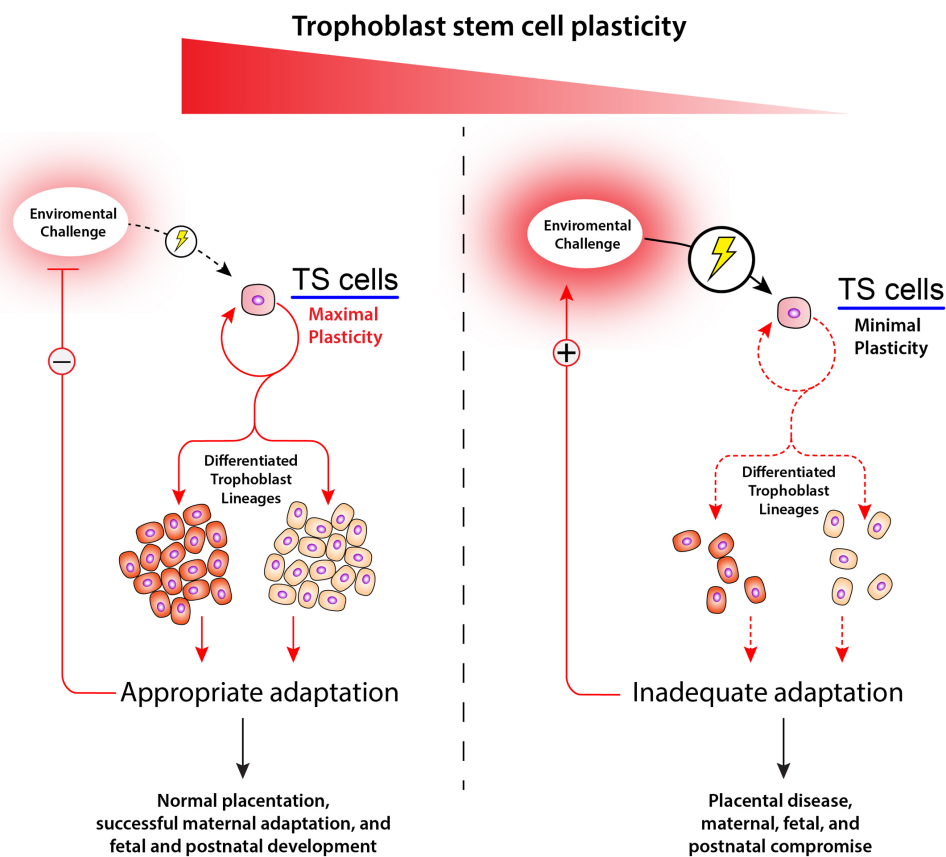 Trophoblast stem cell plasticity
Enviromental
Challenge
TS cells
Maximal
Plasticity
−
Differentiated
Trophoblast
Lineages
Appropriate adaptation
Normal placentation,
successful maternal adaptation, and
fetal and postnatal development
Enviromental
Challenge
TS cells
Minimal
Plasticity
+
Differentiated
Trophoblast
Lineages
Inadequate adaptation
Placental disease,
maternal, fetal, and
postnatal compromise